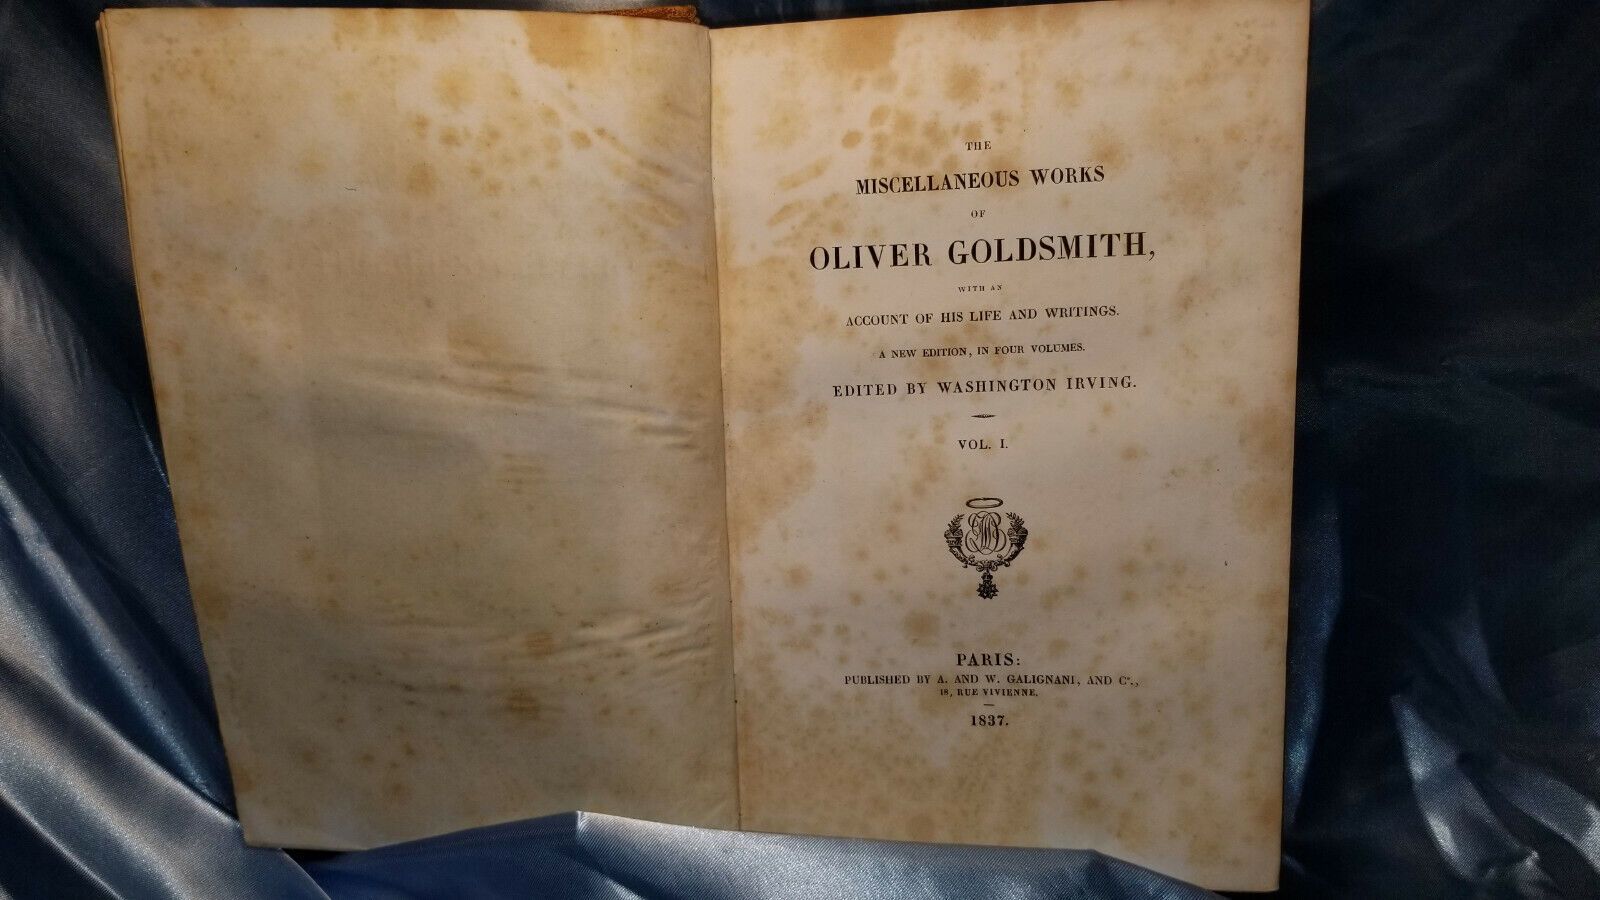 THE
MISCELLANEOUS WORKS
OF
OLIVER GOLDSMITH,
WITH AN
ACCOUNT OF HIS LIFE AND WRITINGS.
A NEW EDITION, IN FOUR VOLUMES.
EDITED BY WASHINGTON IRVING.
VOL. I.
PARIS:
PUBLISHED BY A. AND W. GALIGNANI, AND Co.,
18, RUE VIVIENNE.
1837.